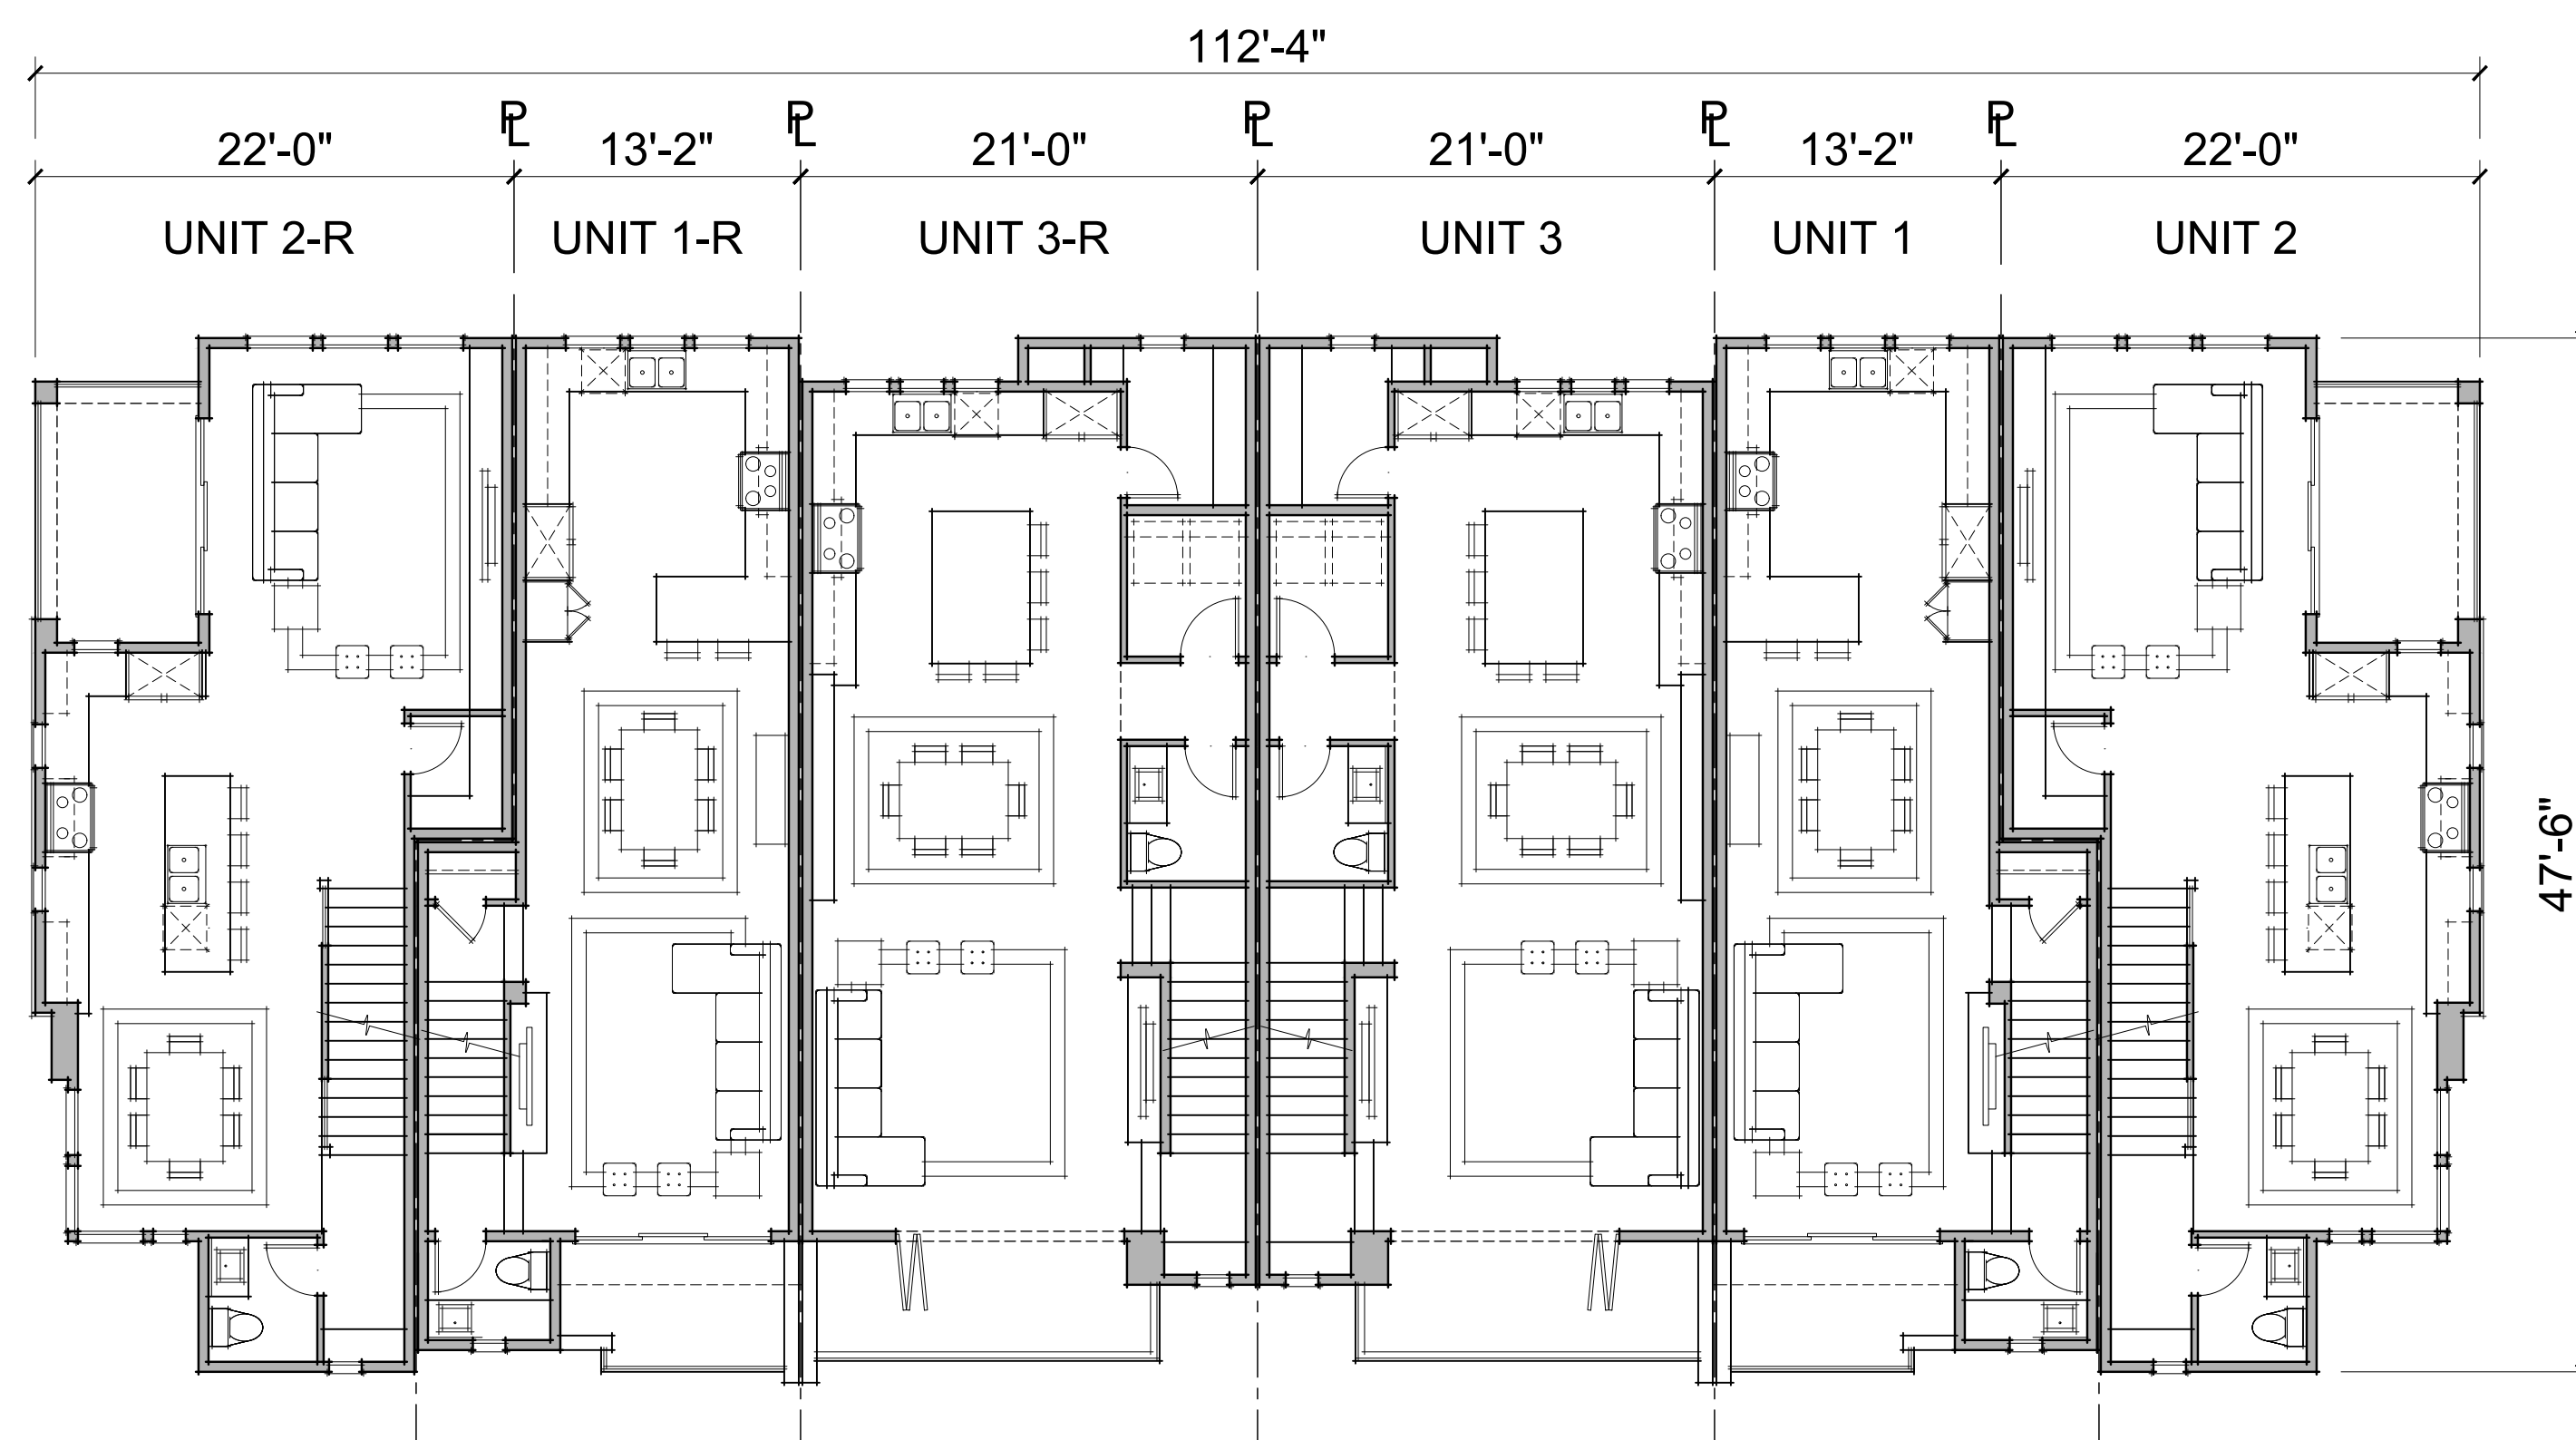 112'-4"
PL PL PL PL PL
22'-0" 13'-2" 21'-0" 21'-0" 13'-2" 22'-0"
UNIT 2-R UNIT 1-R UNIT 3-R UNIT 3 UNIT 1 UNIT 2
47'-6"